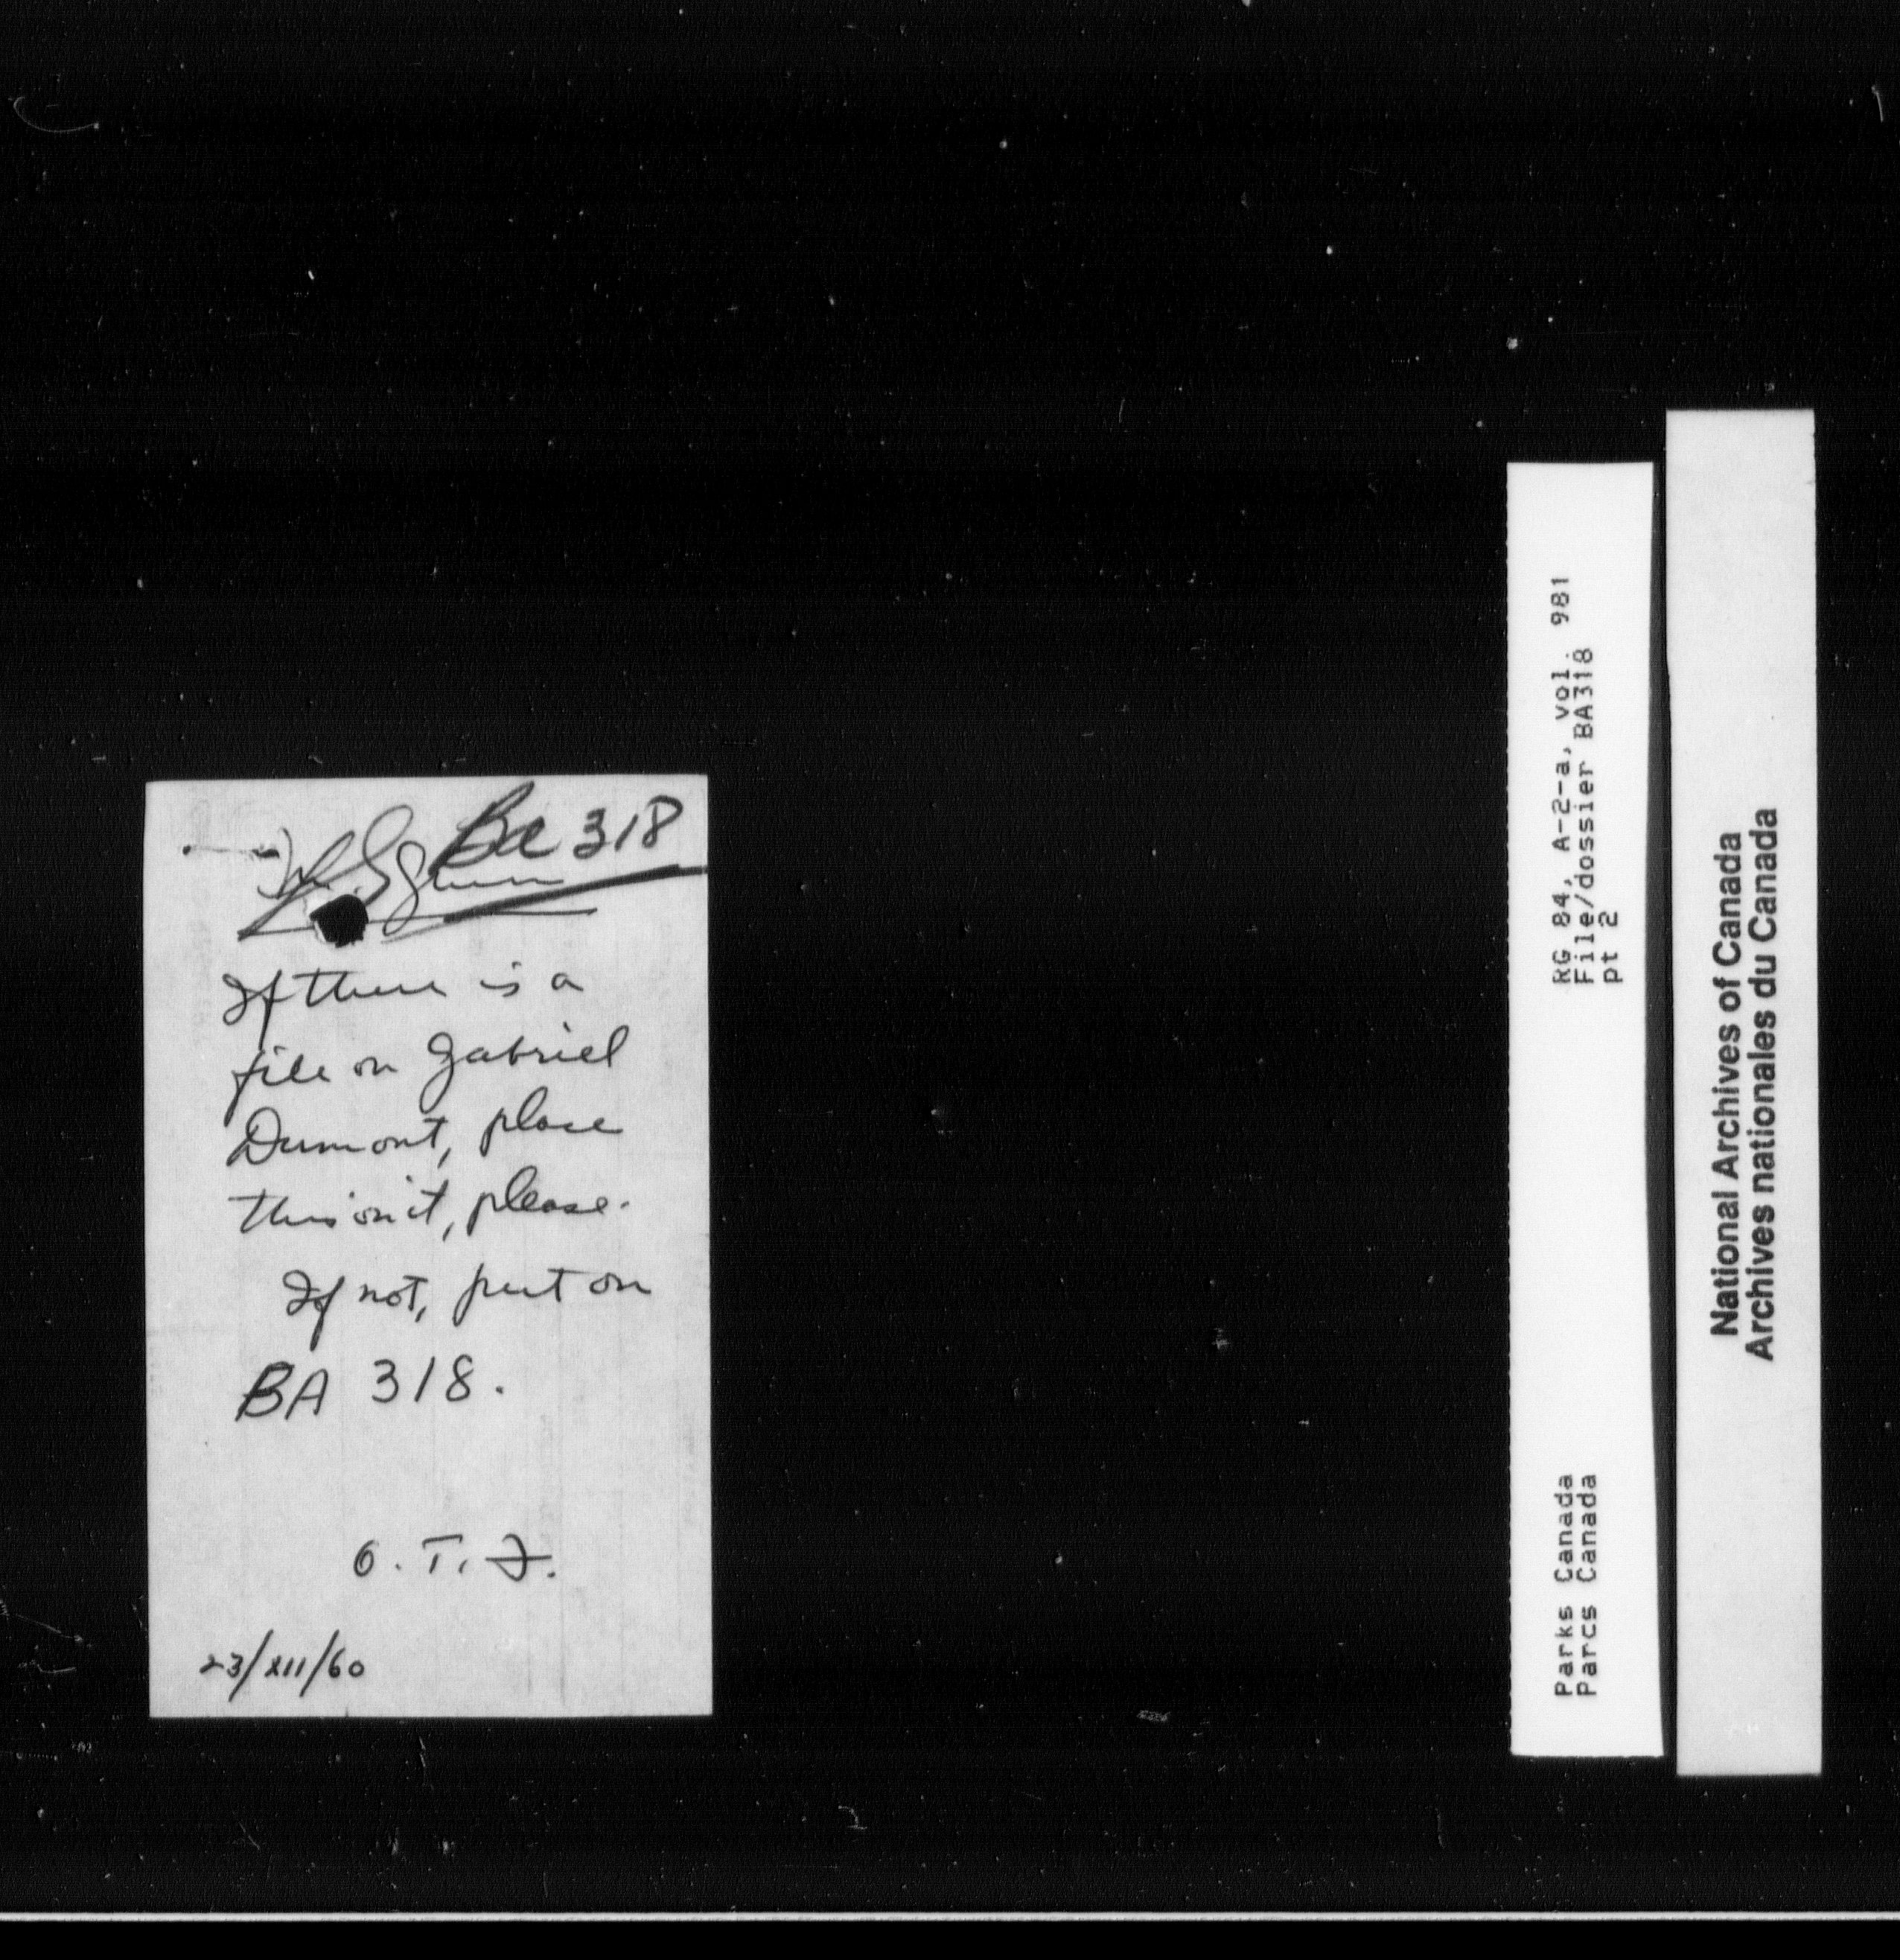 Ba 318
If there is a
file on Gabriel
Dumont, place
this on it, please.
If not, put on
BA 318.
O. T. F.
23/XII/60
RG 84, A-2-a, vol. 981
File/dossier BA318
pt 2
Parks Canada
Parcs Canada
National Archives of Canada
Archives nationales du Canada